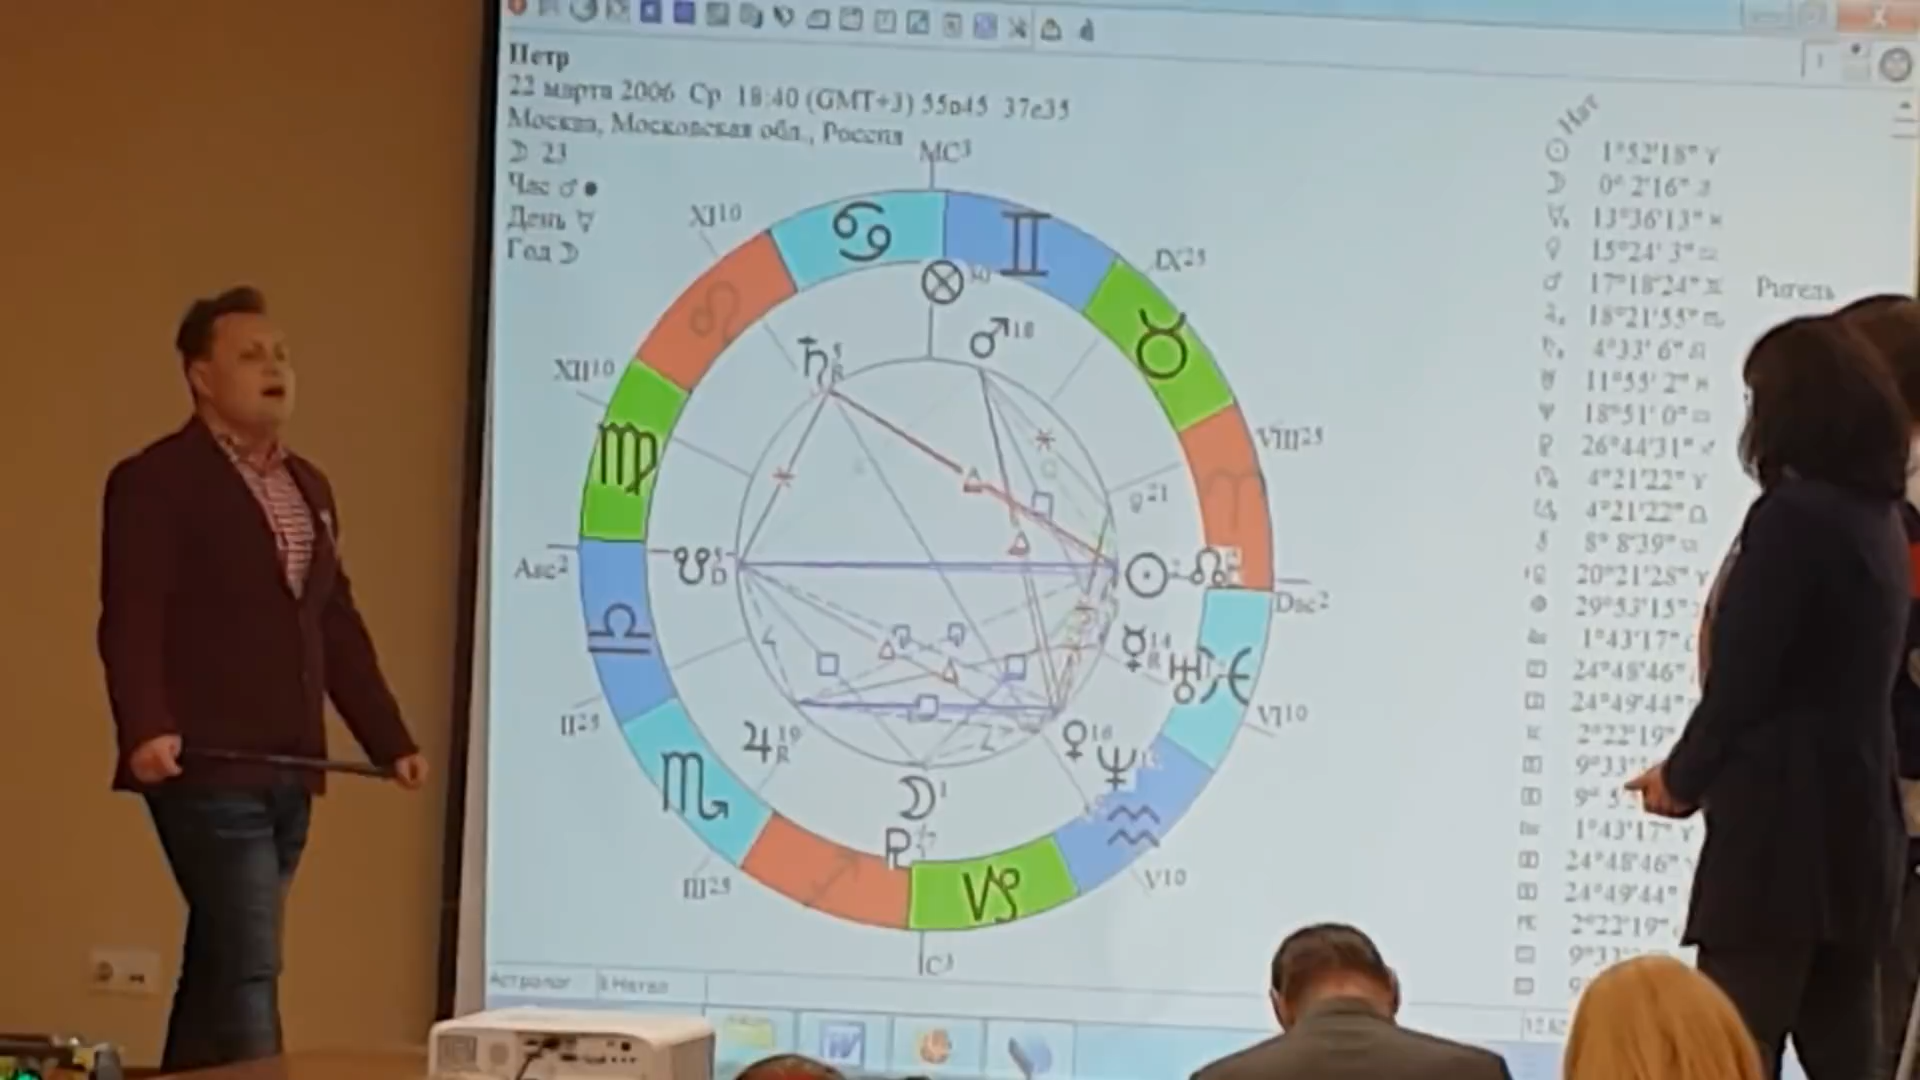 Петр
22 марта 2006 Ср 18:40 (GMT+3) 55n45 37e35
Москва, Московская обл., Россия
☽ 23
Час ♂ ●
День ☿
Год ☽
MC3
XI10
IX25
XII10
VIII25
Asc2
Dsc2
II25
VI10
III25
V10
IC3
Нат
☉ 1°52'18" ♈
☽ 0° 2'16"
13°36'13" ♓
♀ 15°24' 3" ♒
♂ 17°18'24" ♊ Ригель
18°21'55" ♏
4°33' 6" ♌
11°55' 2" ♓
18°51' 0" ♒
26°44'31" ♐
4°21'22" ♈
4°21'22" ♎
8° 8'39" ♒
20°21'28" ♈
29°53'15"
1°43'17"
24°48'46"
24°49'44"
2°22'19"
9°33'
1°43'17" ♈
24°48'46"
24°49'44"
2°22'19"
Астролог